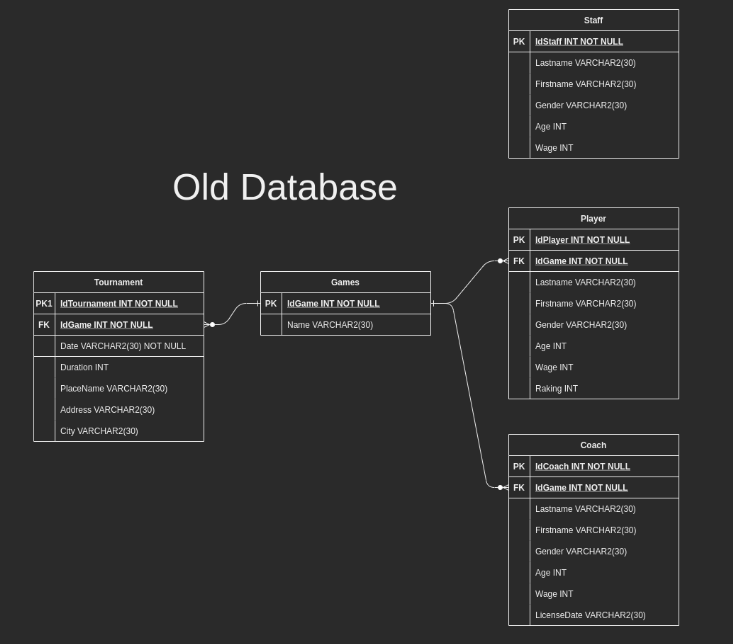 Staff
PK IdStaff INT NOT NULL
Lastname VARCHAR2(30)
Firstname VARCHAR2(30)
Gender VARCHAR2(30)
Age INT
Wage INT
Old Database
Player
PK IdPlayer INT NOT NULL
FK IdGame INT NOT NULL
Lastname VARCHAR2(30)
Firstname VARCHAR2(30)
Gender VARCHAR2(30)
Age INT
Wage INT
Raking INT
Tournament
PK1 IdTournament INT NOT NULL
FK IdGame INT NOT NULL
Date VARCHAR2(30) NOT NULL
Duration INT
PlaceName VARCHAR2(30)
Address VARCHAR2(30)
City VARCHAR2(30)
Games
PK IdGame INT NOT NULL
Name VARCHAR2(30)
Coach
PK IdCoach INT NOT NULL
FK IdGame INT NOT NULL
Lastname VARCHAR2(30)
Firstname VARCHAR2(30)
Gender VARCHAR2(30)
Age INT
Wage INT
LicenseDate VARCHAR2(30)